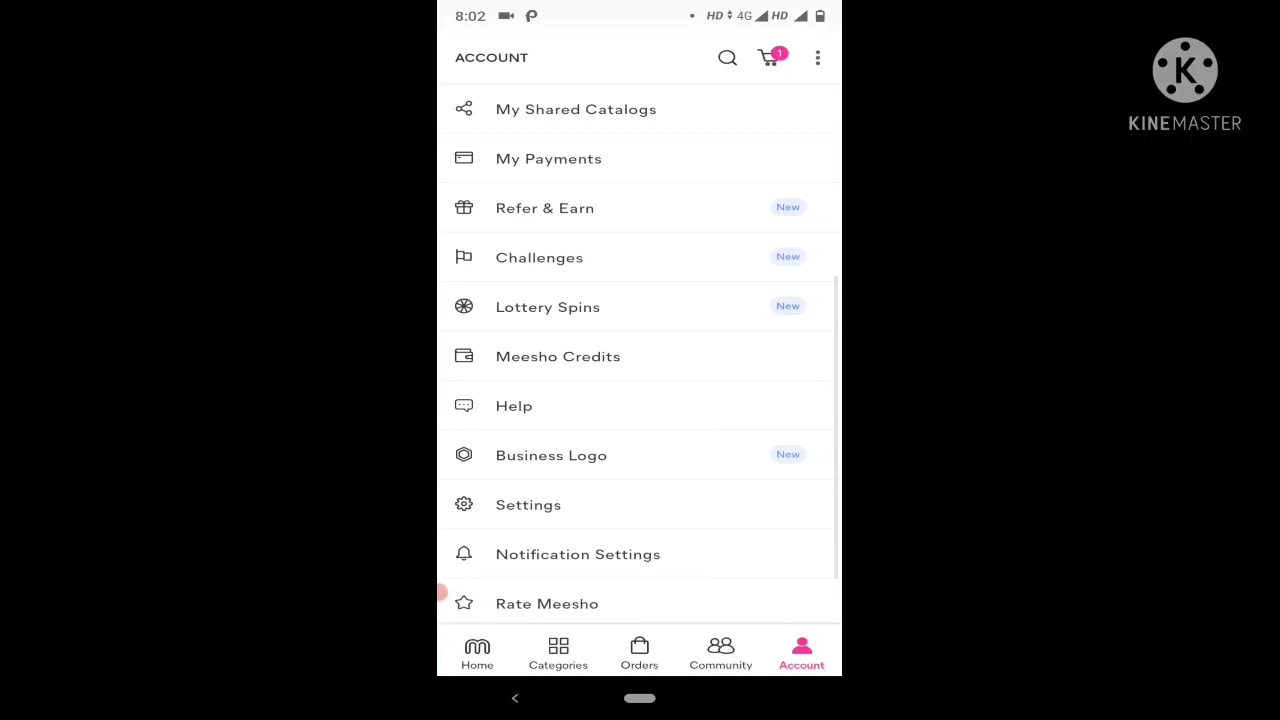 8:02 HD 4G HD
ACCOUNT 1
My Shared Catalogs
My Payments
Refer & Earn New
Challenges New
Lottery Spins New
Meesho Credits
Help
Business Logo New
Settings
Notification Settings
Rate Meesho
Home Categories Orders Community Account
K
KINEMASTER